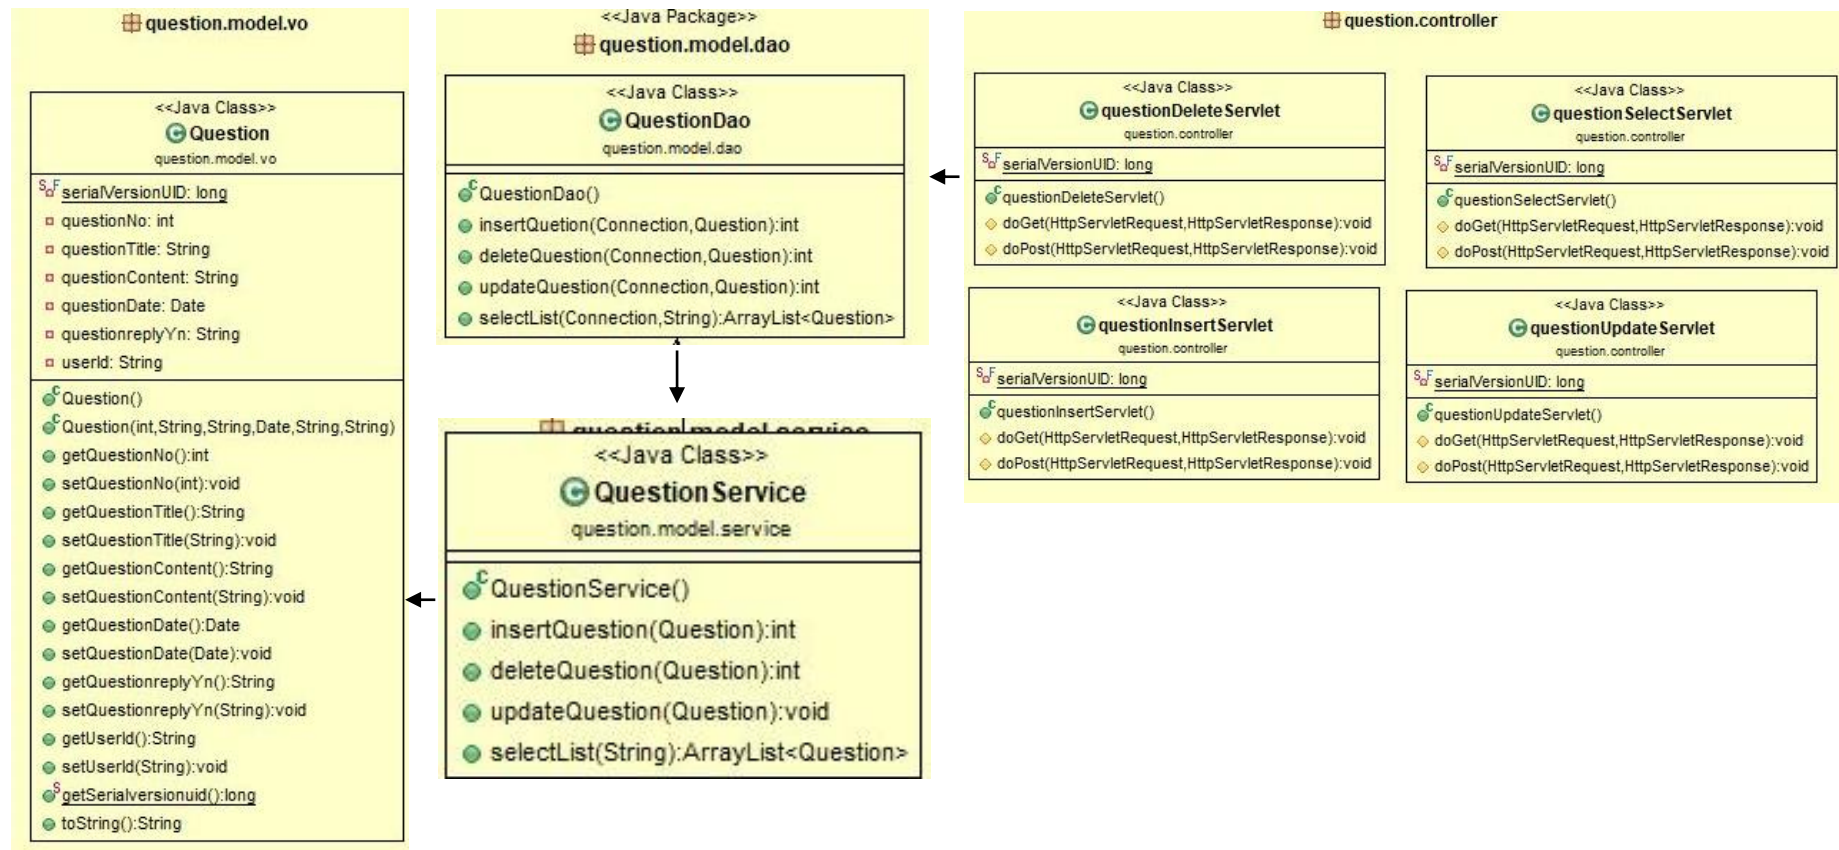 question.model.vo
<<Java Class>>
Question
question.model.vo
serialVersionUID: long
questionNo: int
questionTitle: String
questionContent: String
questionDate: Date
questionreplyYn: String
userId: String
Question()
Question(int,String,String,Date,String,String)
getQuestionNo():int
setQuestionNo(int):void
getQuestionTitle():String
setQuestionTitle(String):void
getQuestionContent():String
setQuestionContent(String):void
getQuestionDate():Date
setQuestionDate(Date):void
getQuestionreplyYn():String
setQuestionreplyYn(String):void
getUserId():String
setUserId(String):void
getSerialversionuid():long
toString():String
<<Java Package>>
question.model.dao
<<Java Class>>
QuestionDao
question.model.dao
QuestionDao()
insertQuetion(Connection,Question):int
deleteQuestion(Connection,Question):int
updateQuestion(Connection,Question):int
selectList(Connection,String):ArrayList<Question>
question.model.service
<<Java Class>>
QuestionService
question.model.service
QuestionService()
insertQuestion(Question):int
deleteQuestion(Question):int
updateQuestion(Question):void
selectList(String):ArrayList<Question>
question.controller
<<Java Class>>
questionDeleteServlet
question.controller
serialVersionUID: long
questionDeleteServlet()
doGet(HttpServletRequest,HttpServletResponse):void
doPost(HttpServletRequest,HttpServletResponse):void
<<Java Class>>
questionSelectServlet
question.controller
serialVersionUID: long
questionSelectServlet()
doGet(HttpServletRequest,HttpServletResponse):void
doPost(HttpServletRequest,HttpServletResponse):void
<<Java Class>>
questionInsertServlet
question.controller
serialVersionUID: long
questionInsertServlet()
doGet(HttpServletRequest,HttpServletResponse):void
doPost(HttpServletRequest,HttpServletResponse):void
<<Java Class>>
questionUpdateServlet
question.controller
serialVersionUID: long
questionUpdateServlet()
doGet(HttpServletRequest,HttpServletResponse):void
doPost(HttpServletRequest,HttpServletResponse):void